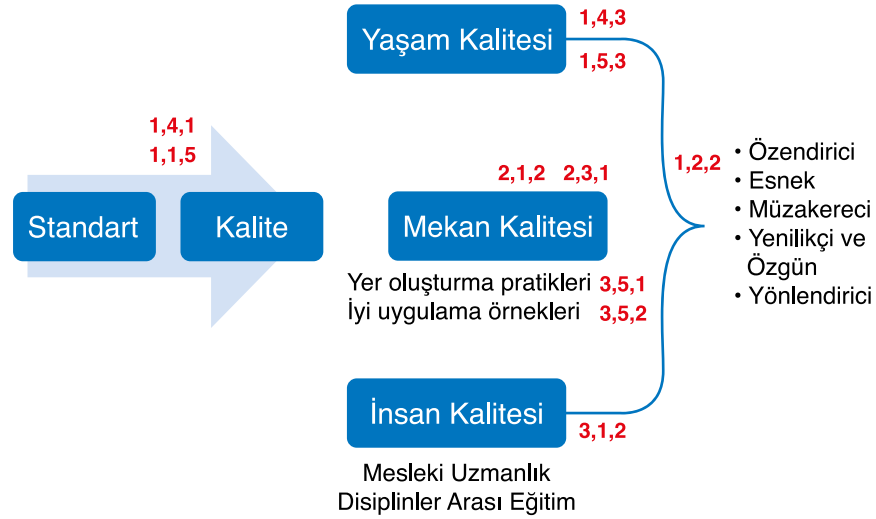 1,4,1
1,1,5
Standart
Kalite
1,4,3
Yaşam Kalitesi
1,5,3
2,1,2 2,3,1
Mekan Kalitesi
Yer oluşturma pratikleri 3,5,1
İyi uygulama örnekleri 3,5,2
İnsan Kalitesi
3,1,2
Mesleki Uzmanlık
Disiplinler Arası Eğitim
1,2,2
• Özendirici
• Esnek
• Müzakereci
• Yenilikçi ve
Özgün
• Yönlendirici